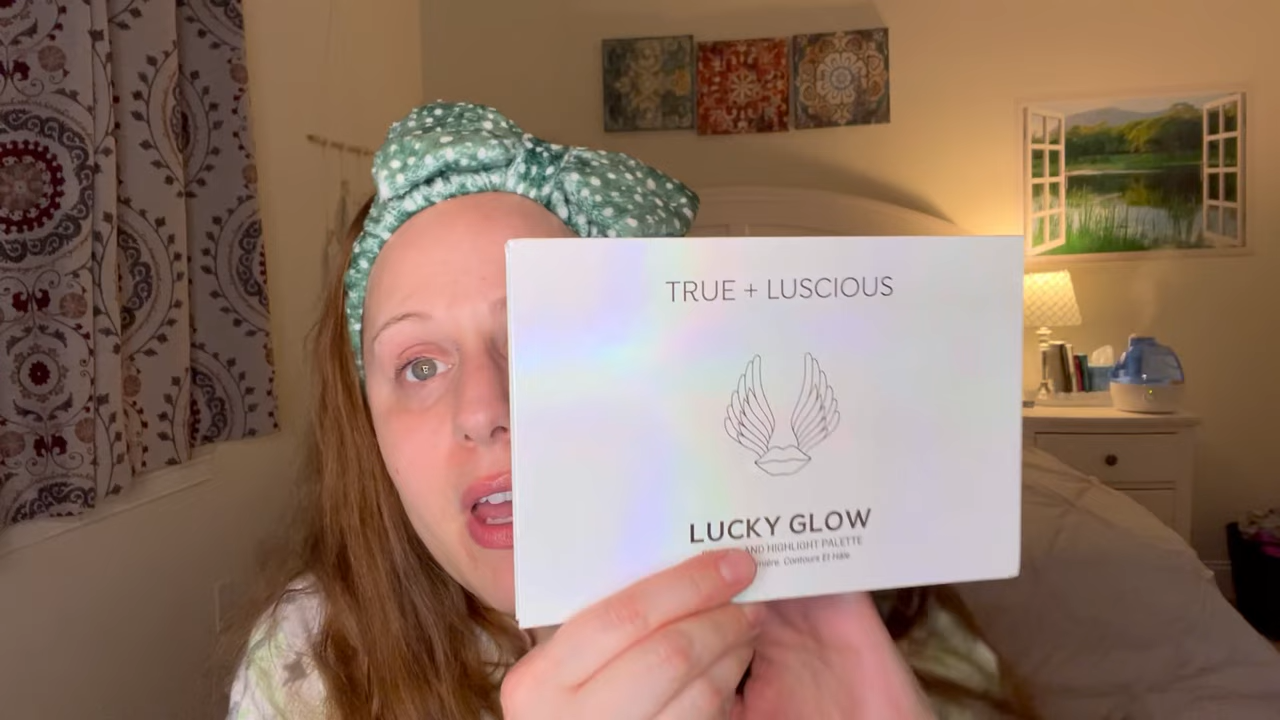 TRUE + LUSCIOUS
LUCKY GLOW
AND HIGHLIGHT PALETTE
Contours Et Hâle